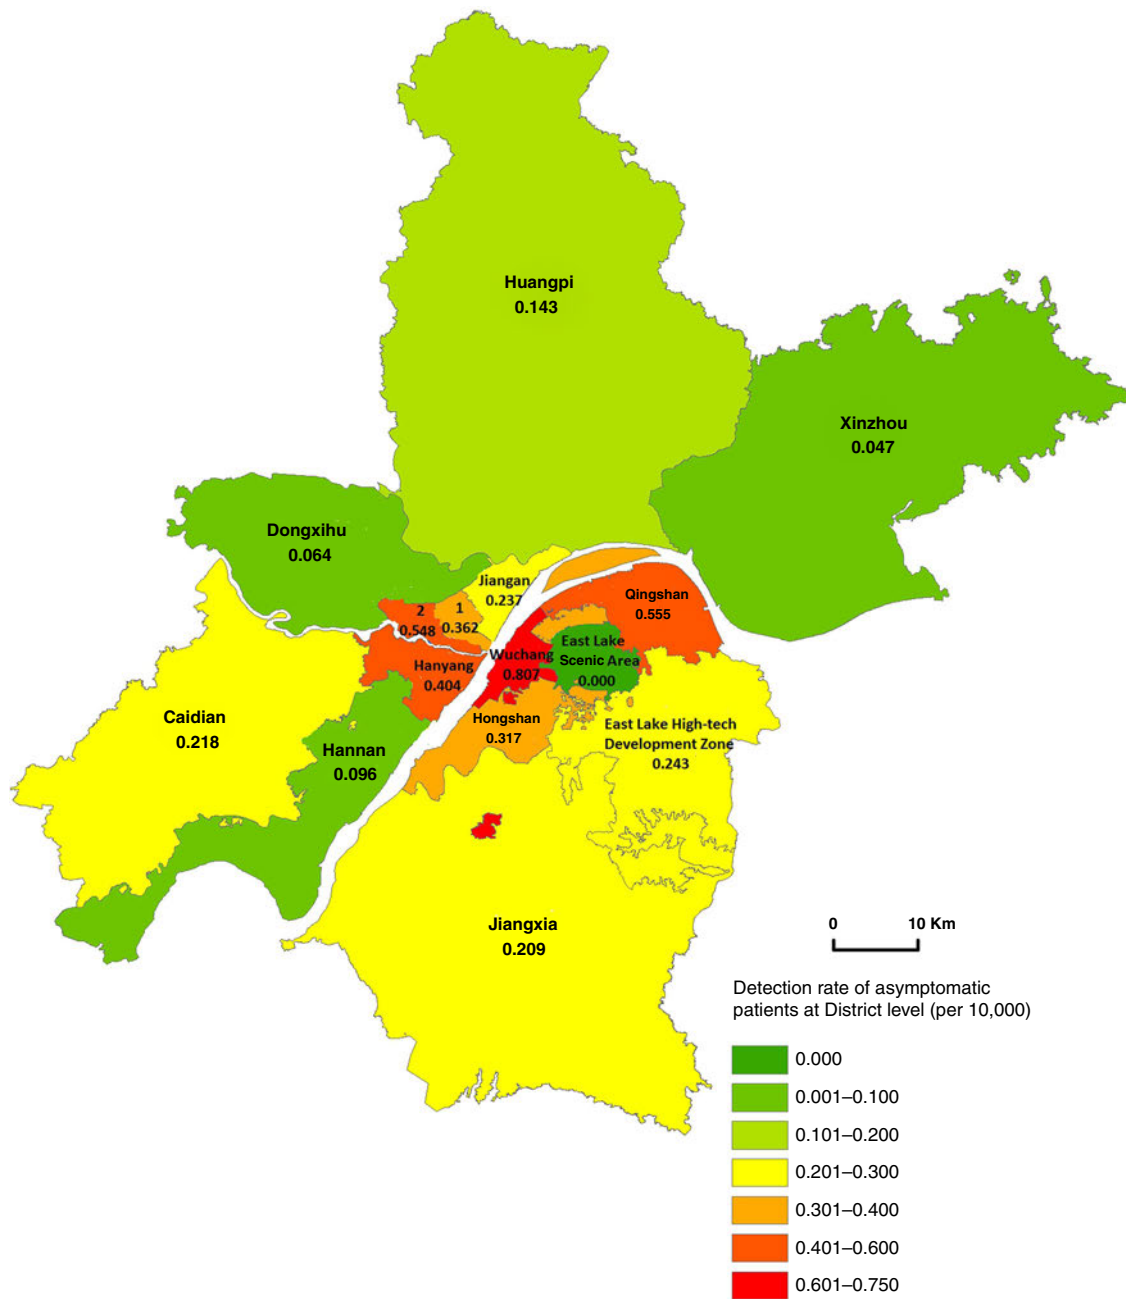 Huangpi
0.143
Xinzhou
0.047
Dongxihu
0.064
Jiangan
0.237
1
0.362
2
0.548
Qingshan
0.555
East Lake
Scenic Area
0.000
Wuchang
0.807
Hanyang
0.404
Hongshan
0.317
Caidian
0.218
Hannan
0.096
East Lake High-tech
Development Zone
0.243
Jiangxia
0.209
0 10 Km
Detection rate of asymptomatic
patients at District level (per 10,000)
0.000
0.001–0.100
0.101–0.200
0.201–0.300
0.301–0.400
0.401–0.600
0.601–0.750